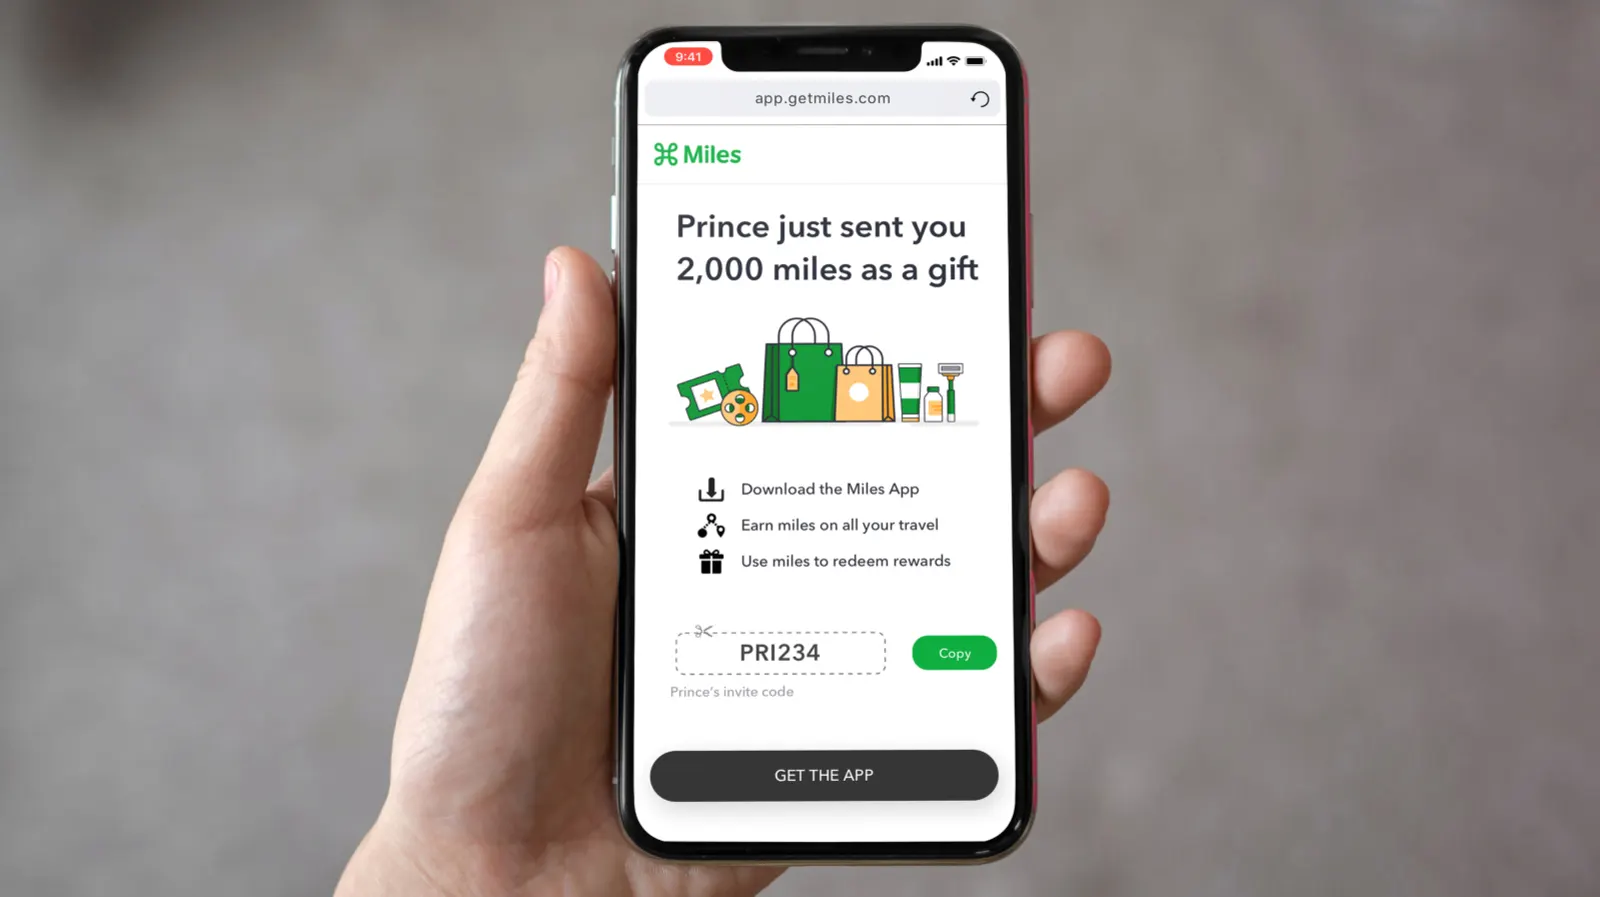 9:41
app.getmiles.com
Miles
Prince just sent you
2,000 miles as a gift
Download the Miles App
Earn miles on all your travel
Use miles to redeem rewards
PRI234
Copy
Prince's invite code
GET THE APP